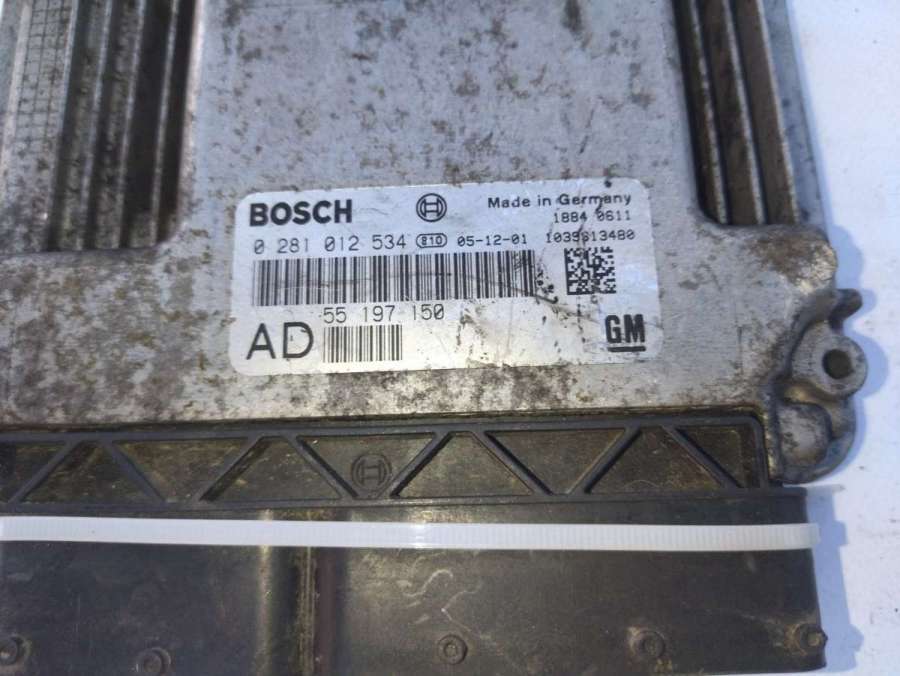 BOSCH
Made in Germany
1884 0611
0 281 012 534 810 05-12-01 1039S13480
55 197 150
AD
GM